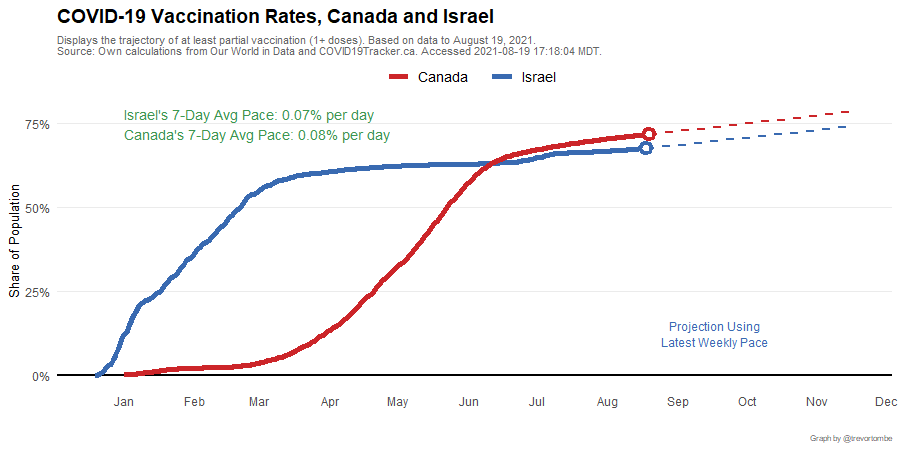 COVID-19 Vaccination Rates, Canada and Israel
Displays the trajectory of at least partial vaccination (1+ doses). Based on data to August 19, 2021.
Source: Own calculations from Our World in Data and COVID19Tracker.ca. Accessed 2021-08-19 17:18:04 MDT.
Canada Israel
Israel's 7-Day Avg Pace: 0.07% per day
Canada's 7-Day Avg Pace: 0.08% per day
75%
50%
25%
0%
Share of Population
Projection Using
Latest Weekly Pace
Jan Feb Mar Apr May Jun Jul Aug Sep Oct Nov Dec
Graph by @trevortombe